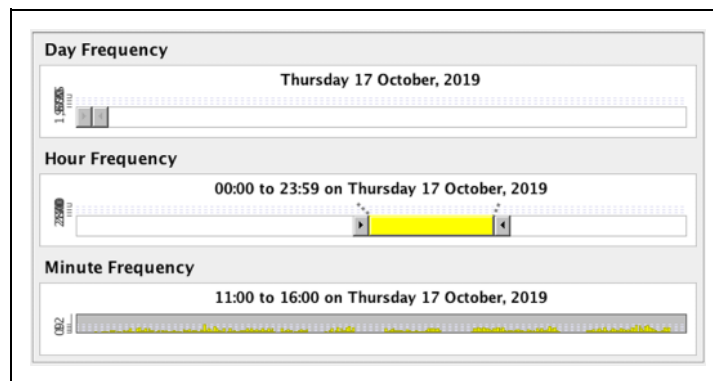 Day Frequency
Thursday 17 October, 2019
Hour Frequency
00:00 to 23:59 on Thursday 17 October, 2019
Minute Frequency
11:00 to 16:00 on Thursday 17 October, 2019